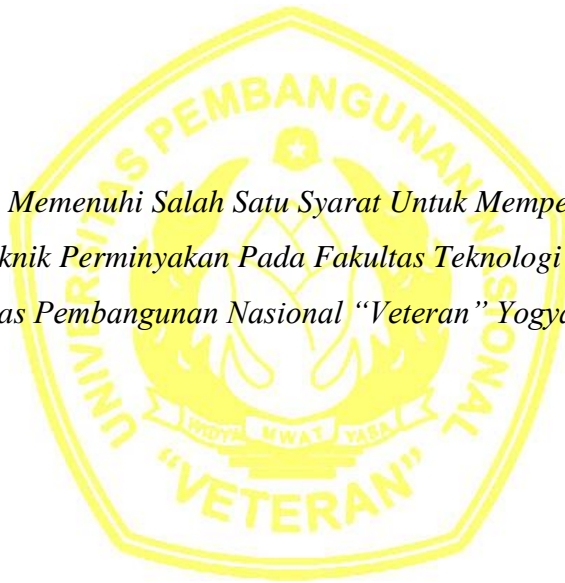 UNIVERSITAS PEMBANGUNAN NASIONAL
Memenuhi Salah Satu Syarat Untuk Mempe
knik Perminyakan Pada Fakultas Teknologi
as Pembangunan Nasional “Veteran” Yogya
WIDYA MWAT YASA
“VETERAN”